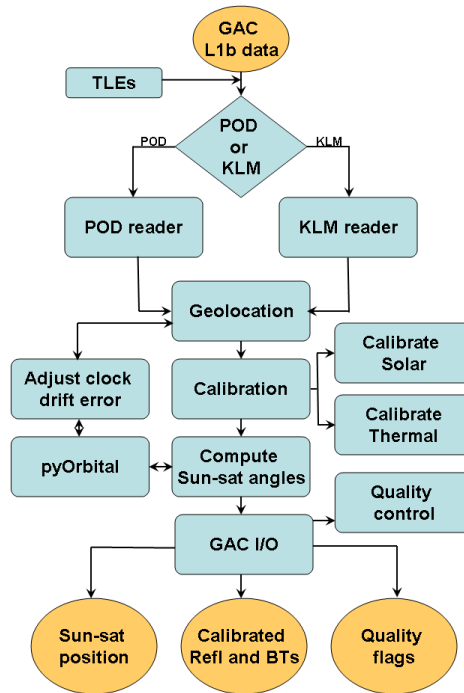 GAC
L1b data
TLEs
POD
or
KLM
POD
KLM
POD reader
KLM reader
Geolocation
Calibrate
Solar
Adjust clock
drift error
Calibration
Calibrate
Thermal
pyOrbital
Compute
Sun-sat angles
Quality
control
GAC I/O
Sun-sat
position
Calibrated
Refl and BTs
Quality
flags